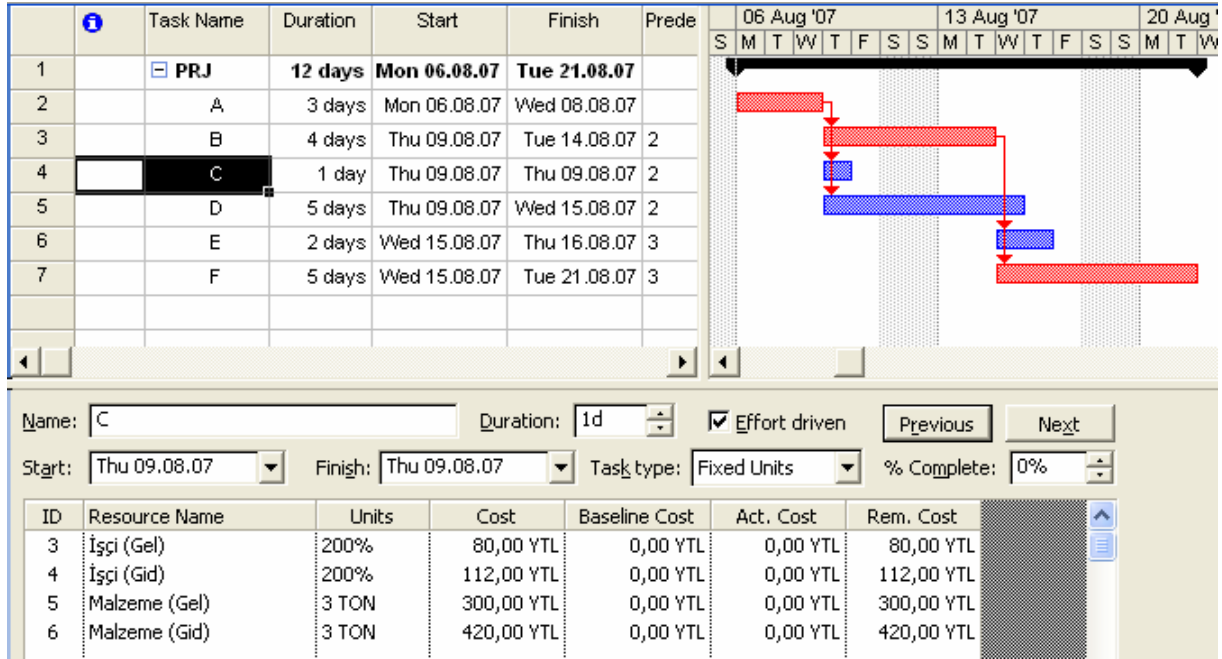 Task Name Duration Start Finish Prede 06 Aug '07 13 Aug '07 20 Aug '
S M T W T F S S M T W T F S S M T W
1 PRJ 12 days Mon 06.08.07 Tue 21.08.07
2 A 3 days Mon 06.08.07 Wed 08.08.07
3 B 4 days Thu 09.08.07 Tue 14.08.07 2
4 C 1 day Thu 09.08.07 Thu 09.08.07 2
5 D 5 days Thu 09.08.07 Wed 15.08.07 2
6 E 2 days Wed 15.08.07 Thu 16.08.07 3
7 F 5 days Wed 15.08.07 Tue 21.08.07 3
Name: C Duration: 1d Effort driven Previous Next
Start: Thu 09.08.07 Finish: Thu 09.08.07 Task type: Fixed Units % Complete: 0%
ID Resource Name Units Cost Baseline Cost Act. Cost Rem. Cost
3 İşçi (Gel) 200% 80,00 YTL 0,00 YTL 0,00 YTL 80,00 YTL
4 İşçi (Gid) 200% 112,00 YTL 0,00 YTL 0,00 YTL 112,00 YTL
5 Malzeme (Gel) 3 TON 300,00 YTL 0,00 YTL 0,00 YTL 300,00 YTL
6 Malzeme (Gid) 3 TON 420,00 YTL 0,00 YTL 0,00 YTL 420,00 YTL